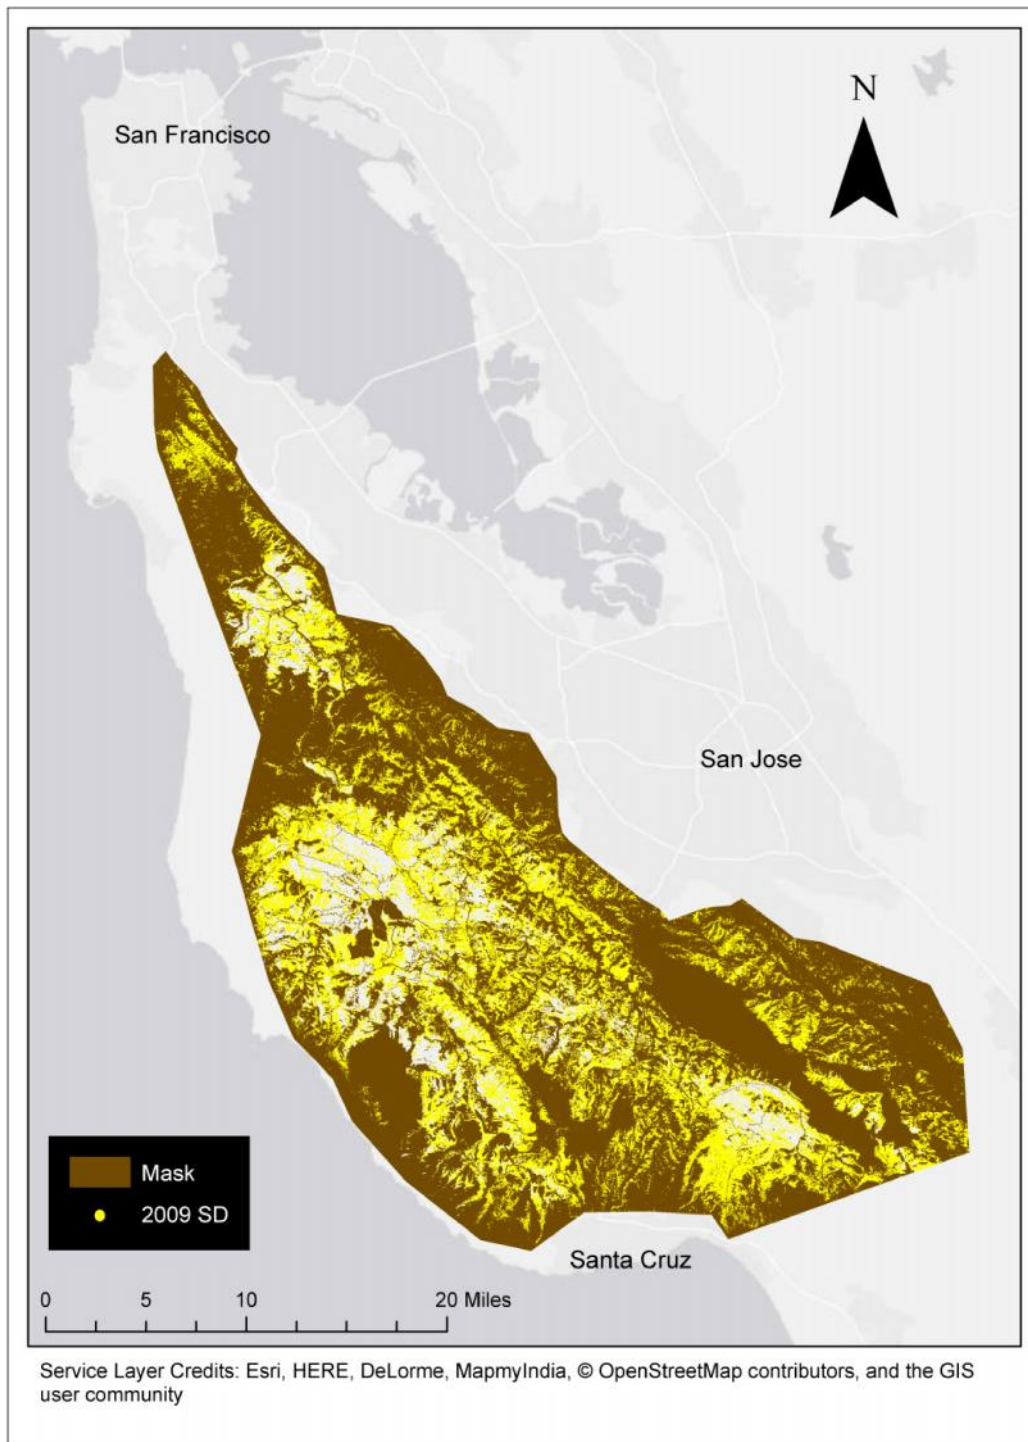 San Francisco
N
San Jose
Mask
2009 SD
Santa Cruz
0 5 10 20 Miles
Service Layer Credits: Esri, HERE, DeLorme, MapmyIndia, © OpenStreetMap contributors, and the GIS
user community